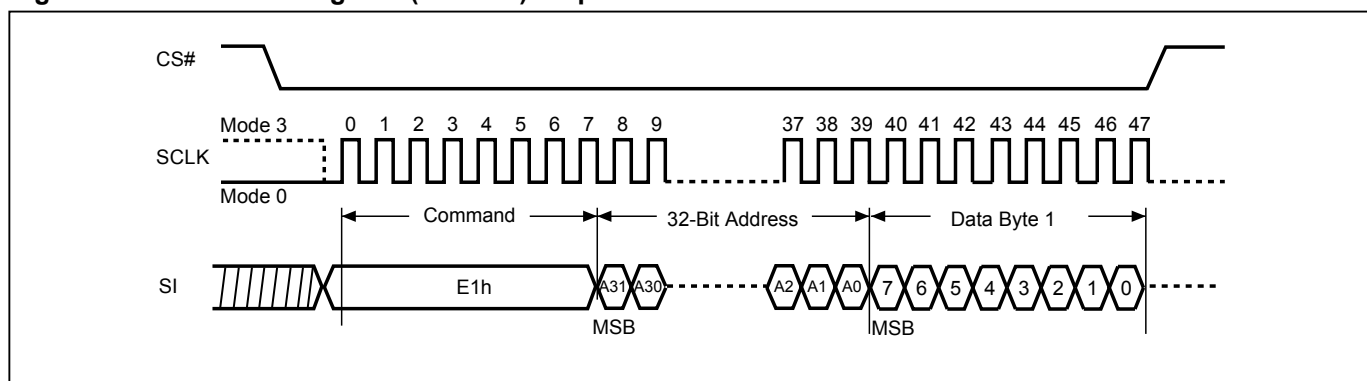 CS#
Mode 3
0 1 2 3 4 5 6 7 8 9 37 38 39 40 41 42 43 44 45 46 47
SCLK
Mode 0
Command 32-Bit Address Data Byte 1
SI E1h A31 A30 A2 A1 A0 7 6 5 4 3 2 1 0
MSB MSB